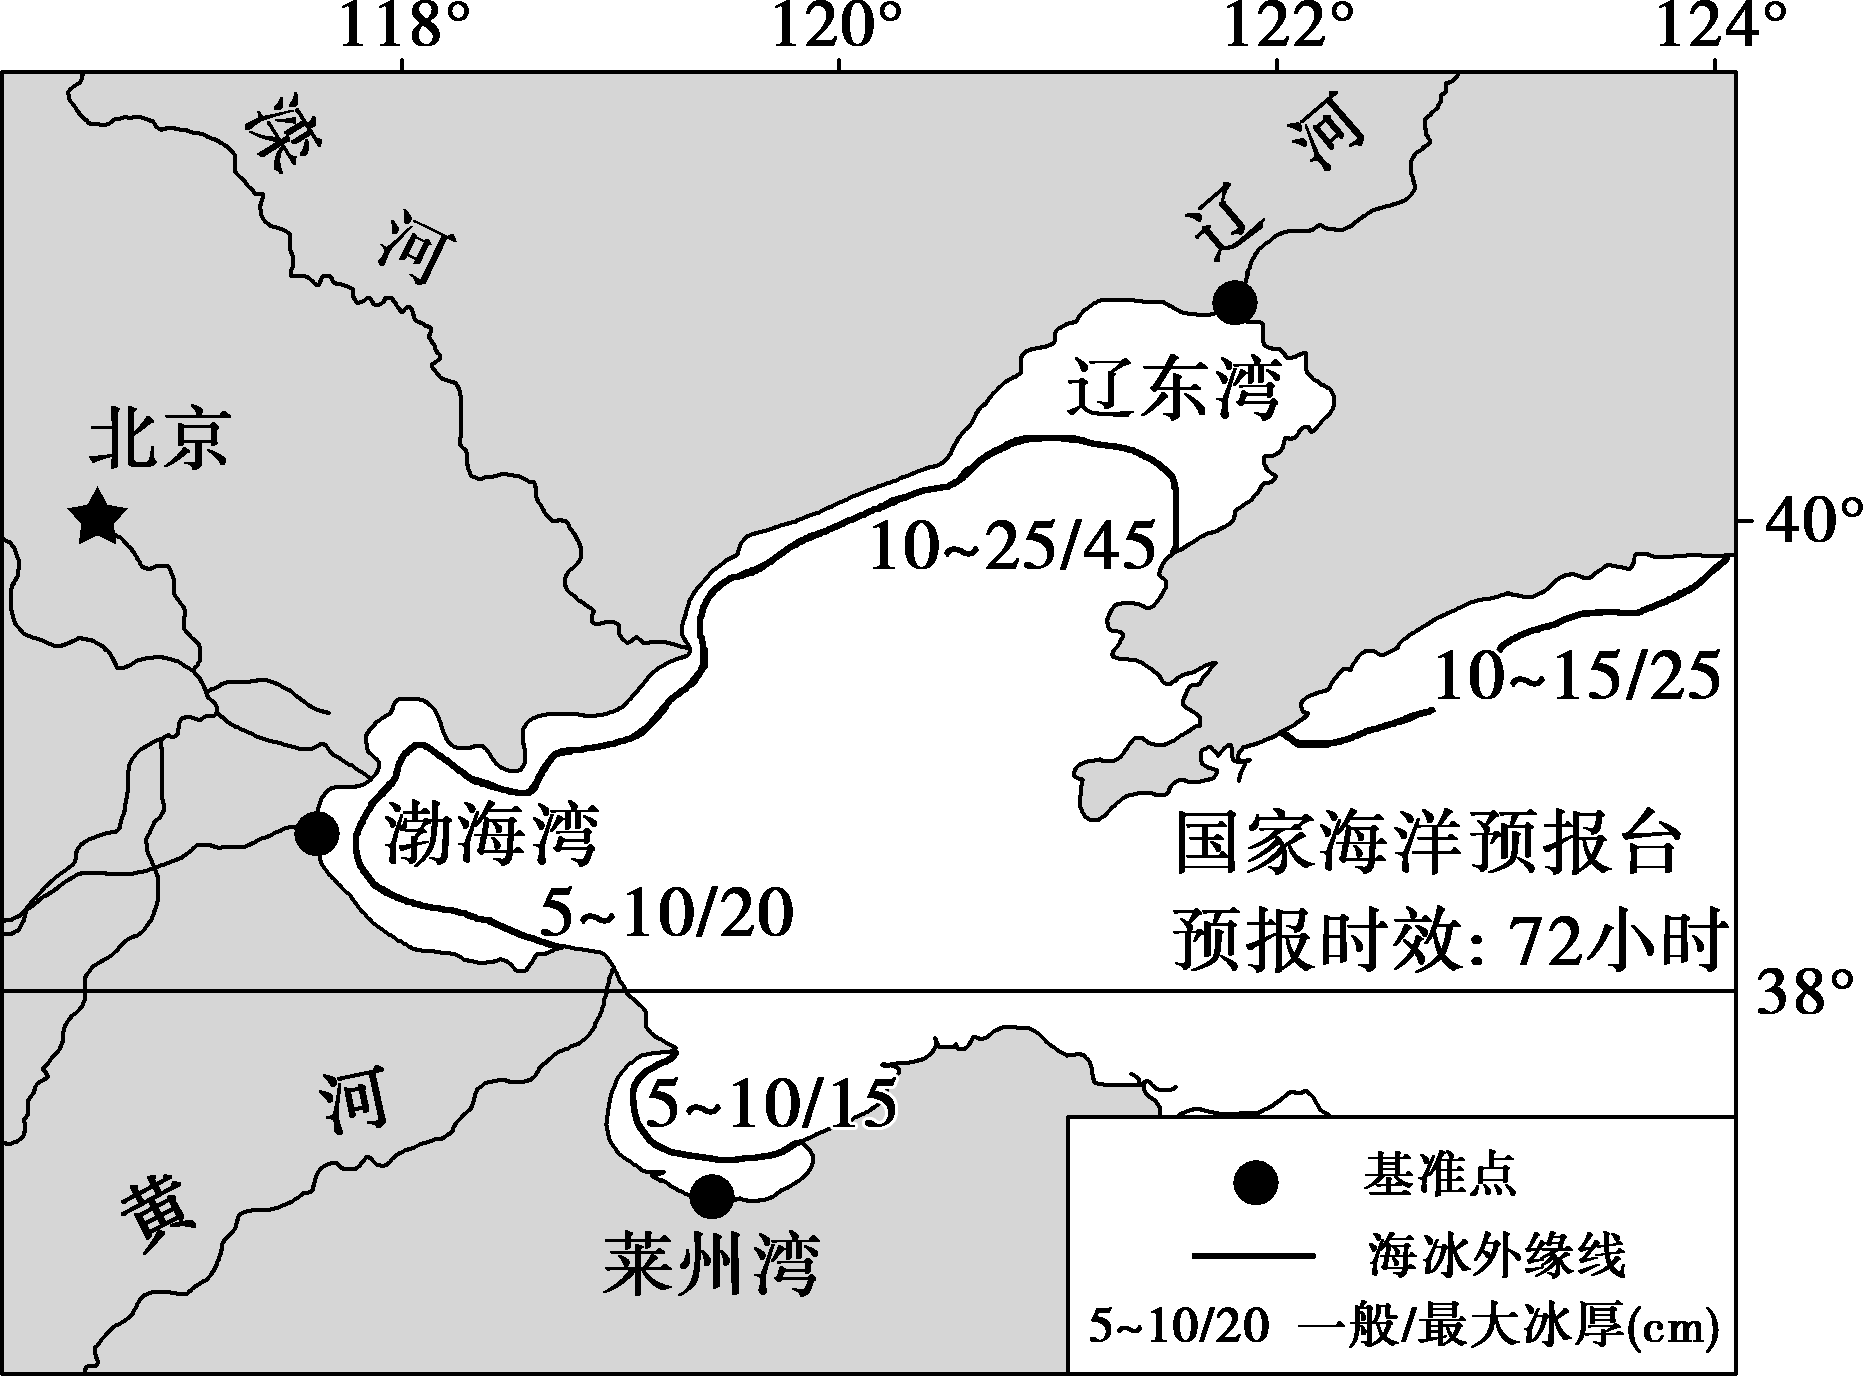 118° 120° 122° 124°
滦河
辽河
辽东湾
北京
40°
10~25/45
10~15/25
渤海湾
国家海洋预报台
5~10/20
预报时效: 72小时
38°
黄河
5~10/15
莱州湾
基准点
海冰外缘线
5~10/20 一般/最大冰厚(cm)